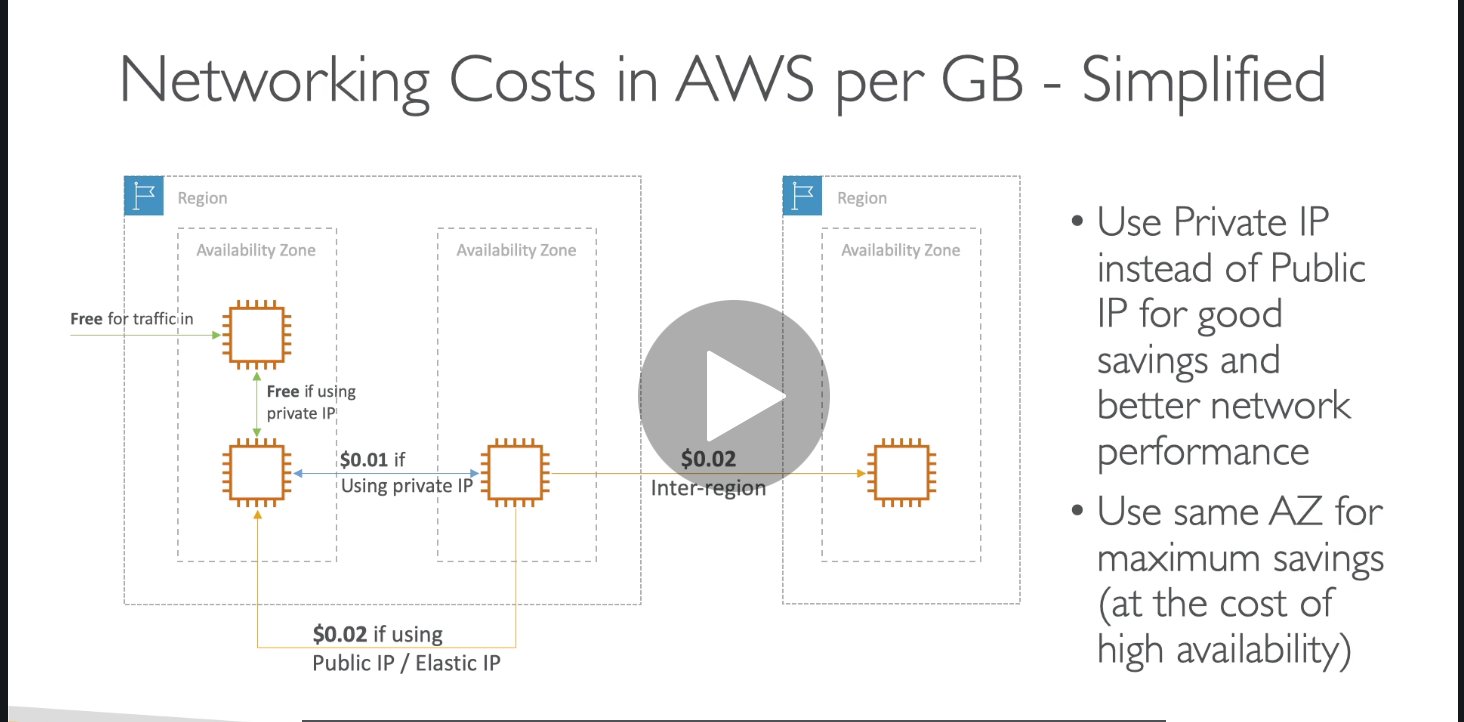 Networking Costs in AWS per GB - Simplified
Region
Availability Zone
Availability Zone
Free for traffic in
Free if using
private IP
$0.01 if
Using private IP
$0.02 if using
Public IP / Elastic IP
$0.02
Inter-region
Region
Availability Zone
• Use Private IP
instead of Public
IP for good
savings and
better network
performance
• Use same AZ for
maximum savings
(at the cost of
high availability)